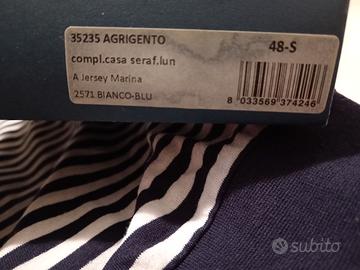 35235 AGRIGENTO 48-S
compl.casa seraf.lun
A Jersey Marina
2571 BIANCO-BLU
8 033569 374246
subito